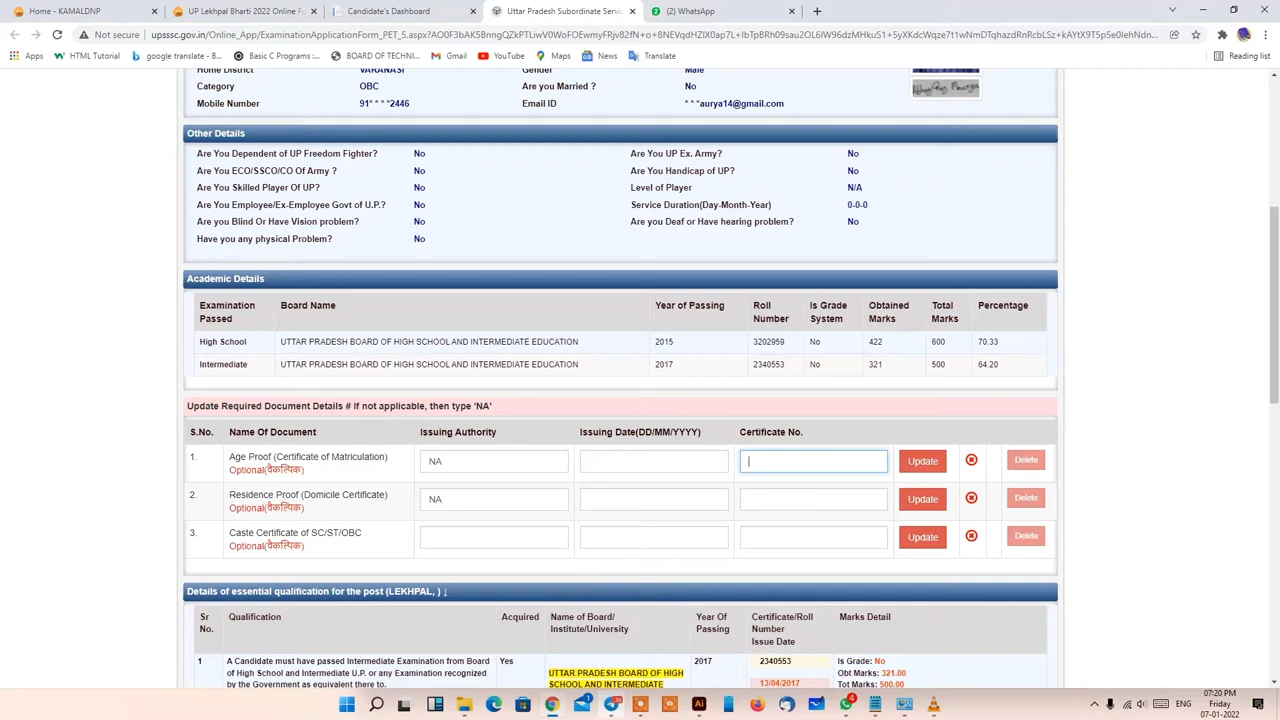 Home - KAMALDNP
UP Lekhpal Bharti 2022 Online Fo
Candidate's Dashboard
Uttar Pradesh Subordinate Servic
(2) WhatsApp
Not secure
Apps
HTML Tutorial
google translate - B...
Basic C Programs :...
BOARD OF TECHNI...
Gmail
YouTube
Maps
News
Translate
Reading list
Home District VARANASI Gender Male
Category OBC Are you Married ? No
Mobile Number 91* * * *2446 Email ID * * *aurya14@gmail.com
Other Details
Are You Dependent of UP Freedom Fighter? No Are You UP Ex. Army? No
Are You ECO/SSCO/CO Of Army ? No Are You Handicap of UP? No
Are You Skilled Player Of UP? No Level of Player N/A
Are You Employee/Ex-Employee Govt of U.P.? No Service Duration(Day-Month-Year) 0-0-0
Are you Blind Or Have Vision problem? No Are you Deaf or Have hearing problem? No
Have you any physical Problem? No
Academic Details
Examination Passed Board Name Year of Passing Roll Number Is Grade System Obtained Marks Total Marks Percentage
High School UTTAR PRADESH BOARD OF HIGH SCHOOL AND INTERMEDIATE EDUCATION 2015 3202959 No 422 600 70.33
Intermediate UTTAR PRADESH BOARD OF HIGH SCHOOL AND INTERMEDIATE EDUCATION 2017 2340553 No 321 500 64.20
Update Required Document Details # If not applicable, then type 'NA'
S.No. Name Of Document Issuing Authority Issuing Date(DD/MM/YYYY) Certificate No.
1. Age Proof (Certificate of Matriculation) NA Update Delete
Optional(वैकल्पिक)
2. Residence Proof (Domicile Certificate) NA Update Delete
Optional(वैकल्पिक)
3. Caste Certificate of SC/ST/OBC Update Delete
Optional(वैकल्पिक)
Details of essential qualification for the post (LEKHPAL, ) ↓
Sr No. Qualification Acquired Name of Board/ Institute/University Year Of Passing Certificate/Roll Number Issue Date Marks Detail
1 A Candidate must have passed Intermediate Examination from Board Yes 2017 2340553 Is Grade: No
of High School and Intermediate U.P. or any Examination recognized UTTAR PRADESH BOARD OF HIGH Obt Marks: 321.00
by the Government as equivalent there to. SCHOOL AND INTERMEDIATE 13/04/2017 Tot Marks: 500.00
4
ENG
07:20 PM
Friday
07-01-2022